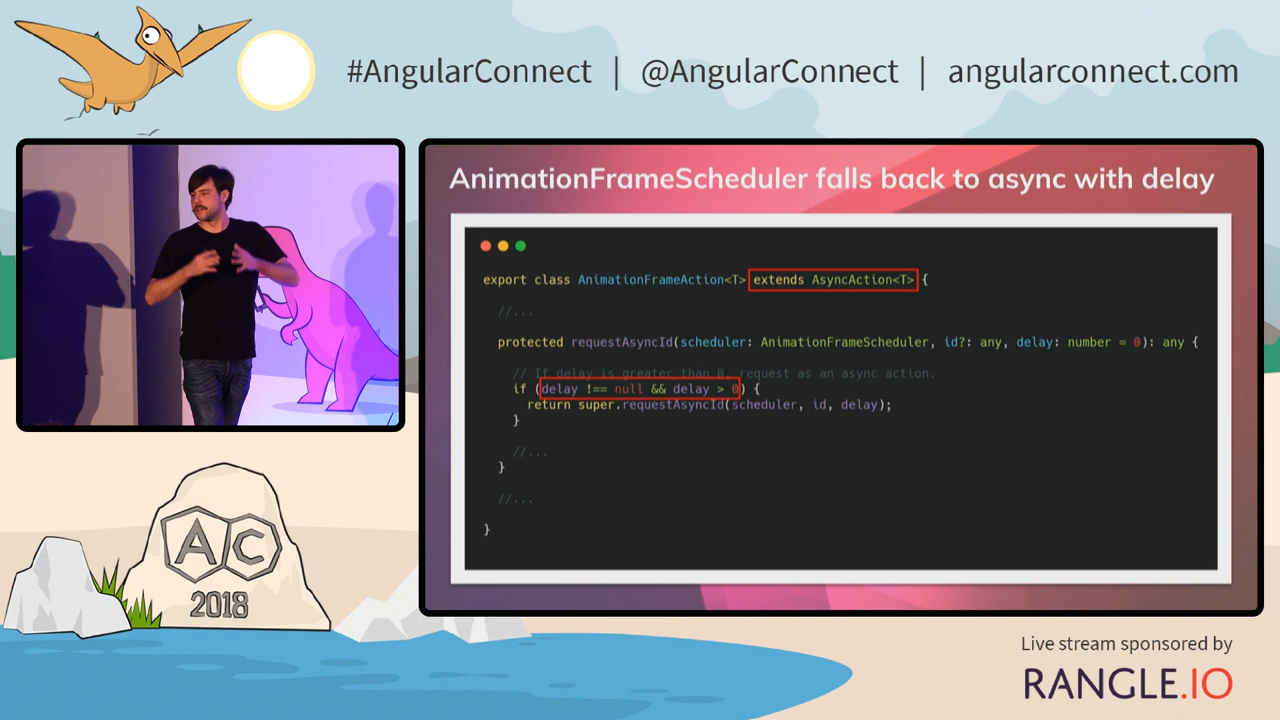 #AngularConnect | @AngularConnect | angularconnect.com
AnimationFrameScheduler falls back to async with delay
export class AnimationFrameAction<T> extends AsyncAction<T> {
//...
protected requestAsyncId(scheduler: AnimationFrameScheduler, id?: any, delay: number = 0): any {
// If delay is greater than 0, request as an async action.
if (delay !== null && delay > 0) {
return super.requestAsyncId(scheduler, id, delay);
}
//...
}
//...
}
AC
2018
Live stream sponsored by
RANGLE.IO